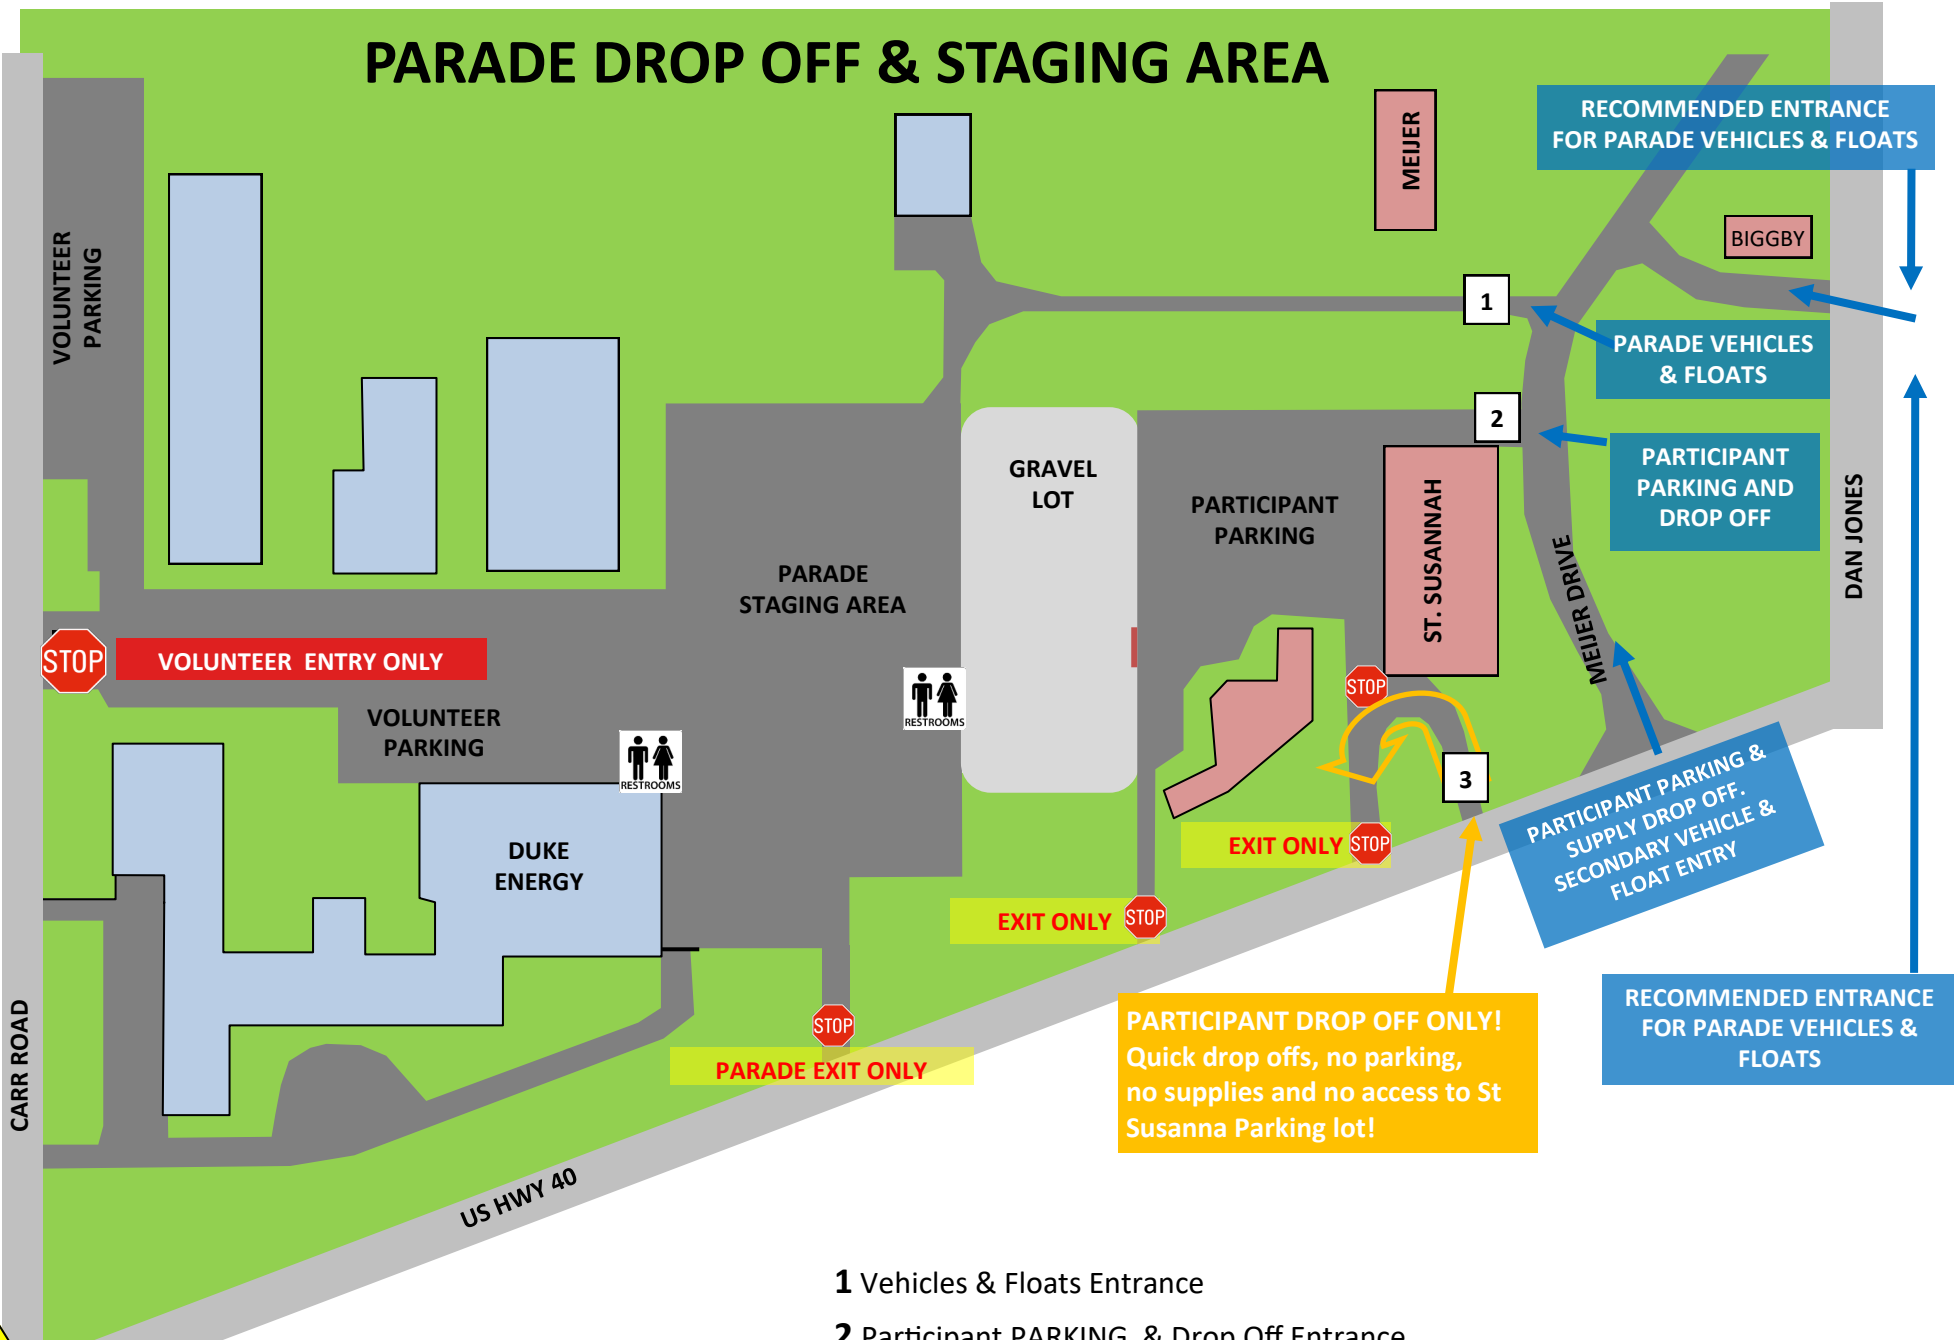 PARADE DROP OFF & STAGING AREA
RECOMMENDED ENTRANCE
FOR PARADE VEHICLES & FLOATS
MEIJER
BIGGBY
VOLUNTEER
PARKING
1
PARADE VEHICLES
& FLOATS
2
PARTICIPANT
PARKING AND
DROP OFF
GRAVEL
LOT
PARTICIPANT
PARKING
ST. SUSANNAH
MEIJER DRIVE
DAN JONES
PARADE
STAGING AREA
STOP
VOLUNTEER ENTRY ONLY
RESTROOMS
STOP
VOLUNTEER
PARKING
RESTROOMS
3
PARTICIPANT PARKING &
SUPPLY DROP OFF.
SECONDARY VEHICLE &
FLOAT ENTRY
EXIT ONLY
STOP
DUKE
ENERGY
EXIT ONLY
STOP
STOP
PARADE EXIT ONLY
PARTICIPANT DROP OFF ONLY!
Quick drop offs, no parking,
no supplies and no access to St
Susanna Parking lot!
RECOMMENDED ENTRANCE
FOR PARADE VEHICLES &
FLOATS
CARR ROAD
US HWY 40
1 Vehicles & Floats Entrance
2 Participant PARKING & Drop Off Entrance